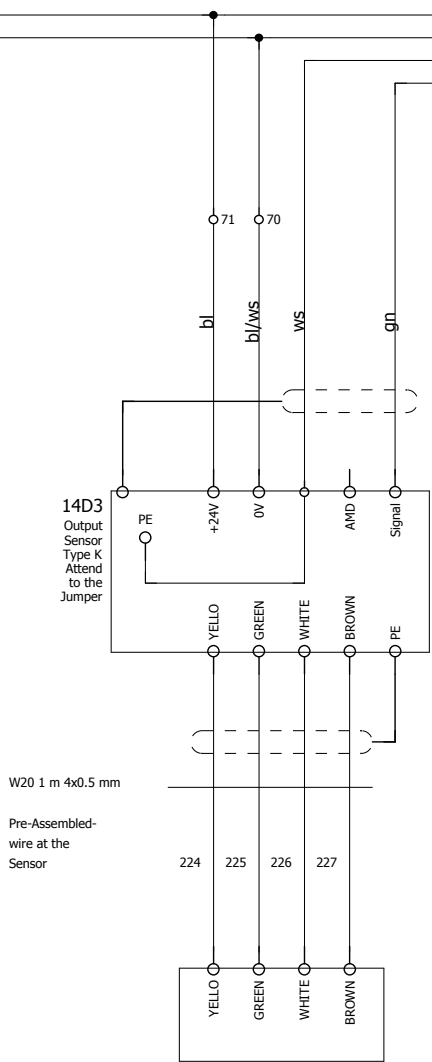 71
70
bl
bl/ws
ws
gn
14D3
Output
Sensor
Type K
Attend
to the
Jumper
PE
+24V
0V
AMD
Signal
YELLO
GREEN
WHITE
BROWN
PE
W20 1 m 4x0.5 mm
Pre-Assembled-
wire at the
Sensor
224
225
226
227
YELLO
GREEN
WHITE
BROWN